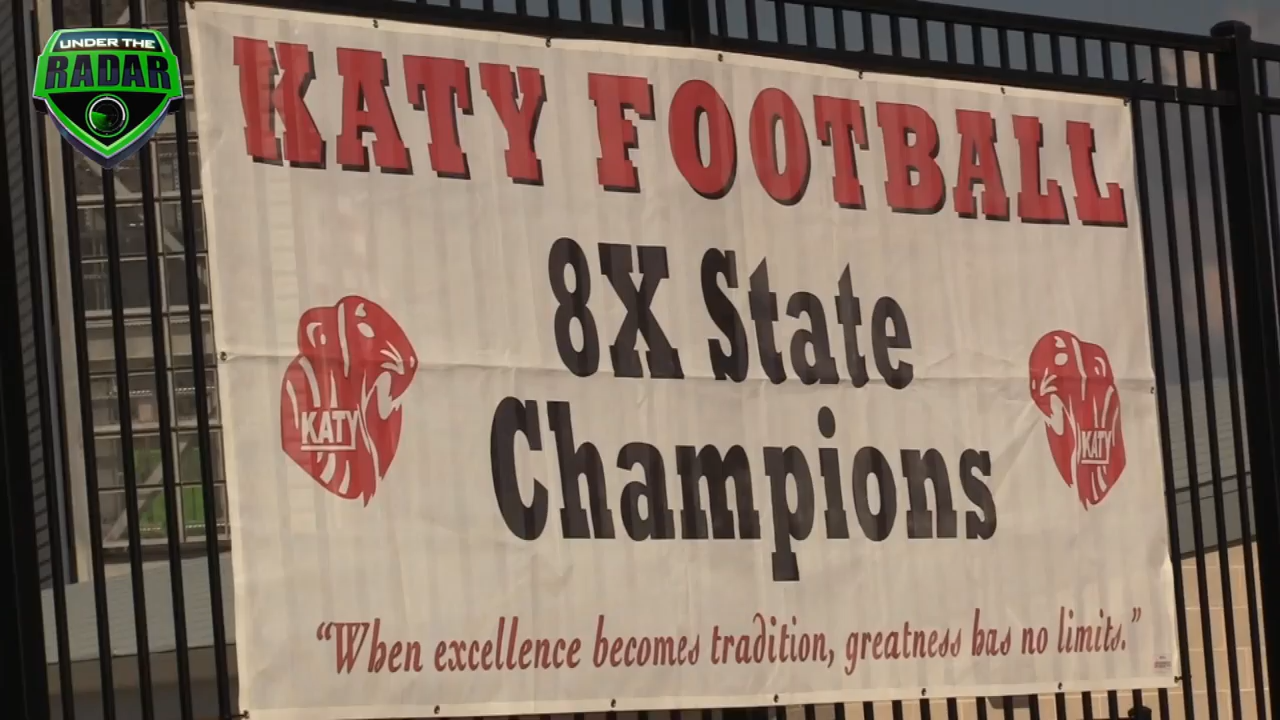 UNDER THE
RADAR
KATY FOOTBALL
8X State
Champions
KATY
KATY
“When excellence becomes tradition, greatness has no limits.”